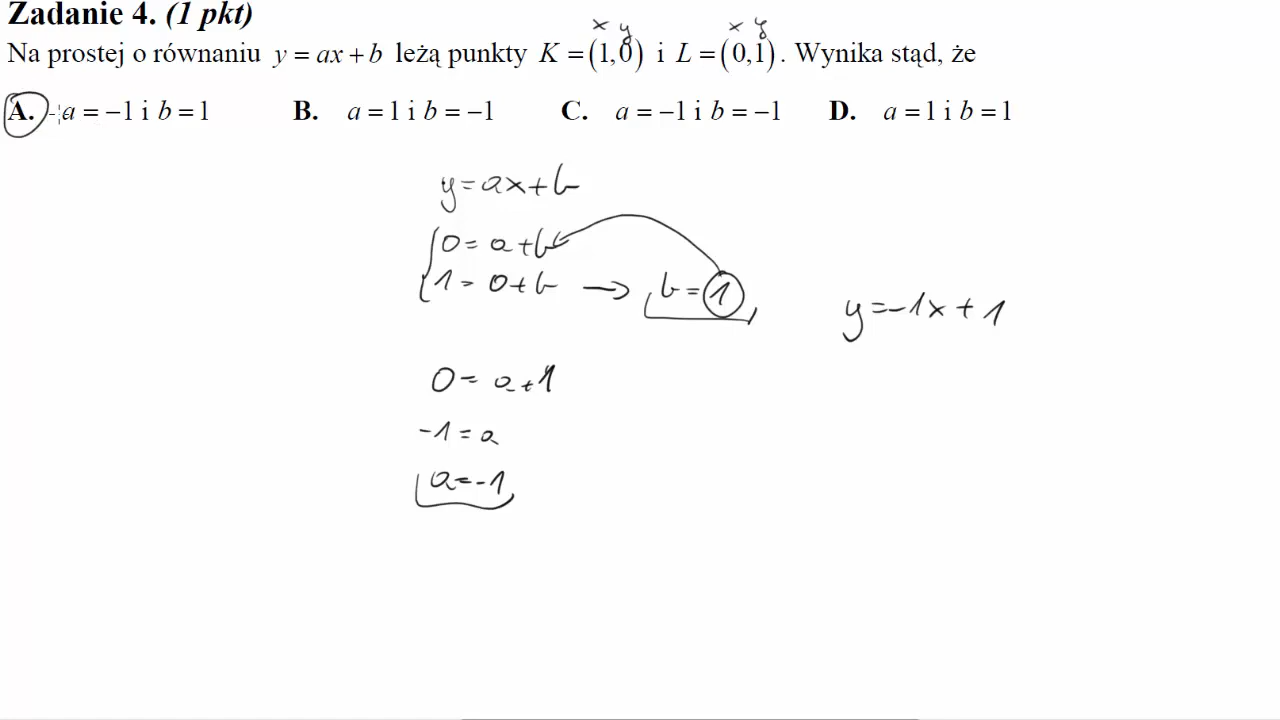 Zadanie 4. (1 pkt)
x y x y
Na prostej o równaniu y = ax + b leżą punkty K = (1,0) i L = (0,1). Wynika stąd, że
A. a = −1 i b = 1 B. a = 1 i b = −1 C. a = −1 i b = −1 D. a = 1 i b = 1
y = ax + b
0 = a + b
1 = 0 + b → b = 1
y = -1x + 1
0 = a + 1
-1 = a
a = -1